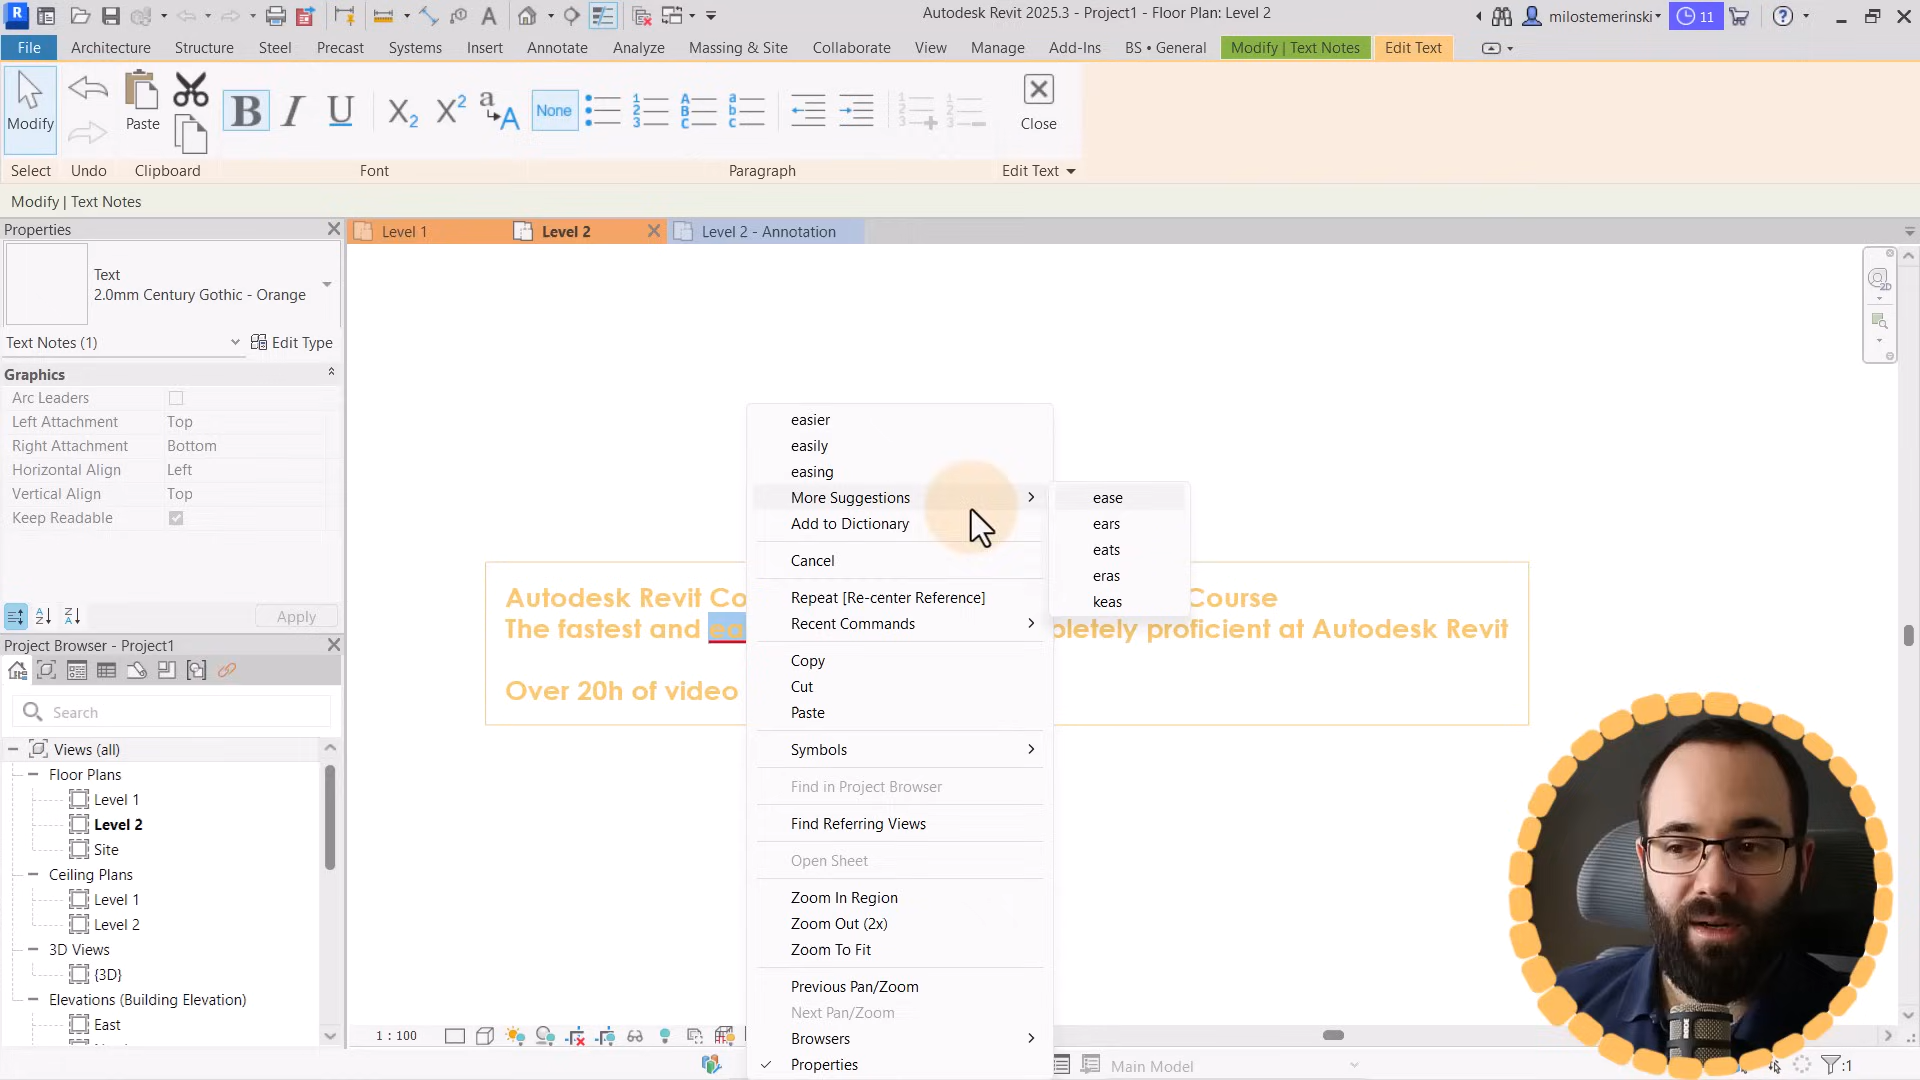 Autodesk Revit 2025.3 - Project1 - Floor Plan: Level 2
milostemerinski
11
File Architecture Structure Steel Precast Systems Insert Annotate Analyze Massing & Site Collaborate View Manage Add-Ins BS • General Modify | Text Notes Edit Text
Modify
Paste
None
Close
Select Undo Clipboard Font Paragraph Edit Text
Modify | Text Notes
Properties
Level 1
Level 2
Level 2 - Annotation
Text
2.0mm Century Gothic - Orange
Text Notes (1)
Edit Type
Graphics
Arc Leaders
Left Attachment Top
Right Attachment Bottom
Horizontal Align Left
Vertical Align Top
Keep Readable
Apply
Project Browser - Project1
Search
Views (all)
Floor Plans
Level 1
Level 2
Site
Ceiling Plans
Level 1
Level 2
3D Views
{3D}
Elevations (Building Elevation)
East
easier
easily
easing
More Suggestions
Add to Dictionary
Cancel
Repeat [Re-center Reference]
Recent Commands
Copy
Cut
Paste
Symbols
Find in Project Browser
Find Referring Views
Open Sheet
Zoom In Region
Zoom Out (2x)
Zoom To Fit
Previous Pan/Zoom
Next Pan/Zoom
Browsers
Properties
ease
ears
eats
eras
keas
Autodesk Revit Co Course
The fastest and ea pletely proficient at Autodesk Revit
Over 20h of video
1 : 100
Main Model
:1